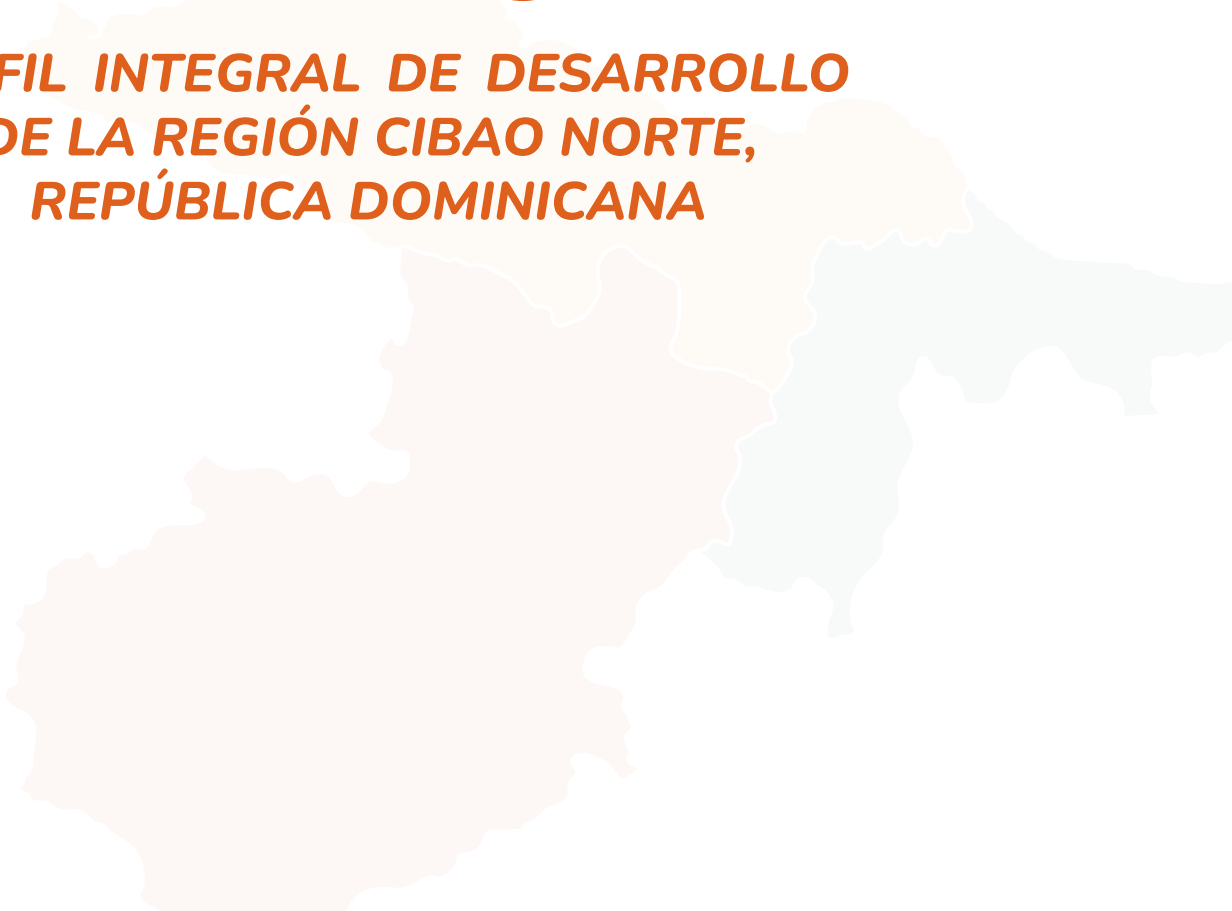 FIL INTEGRAL DE DESARROLLO
DE LA REGIÓN CIBAO NORTE,
REPÚBLICA DOMINICANA